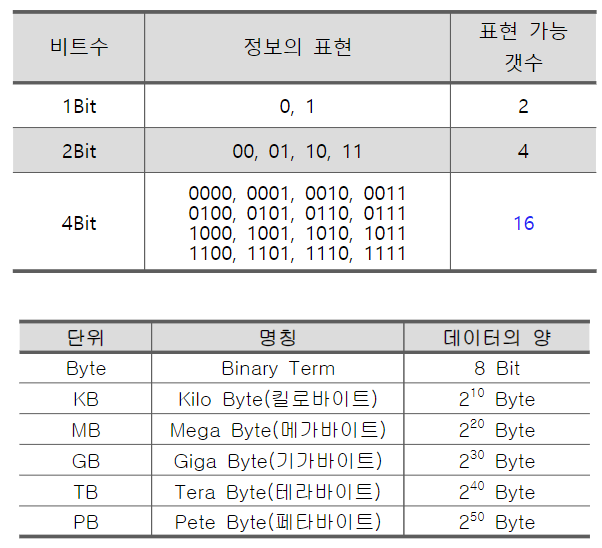 비트수 정보의 표현 표현 가능
갯수
1Bit 0, 1 2
2Bit 00, 01, 10, 11 4
4Bit 0000, 0001, 0010, 0011
0100, 0101, 0110, 0111
1000, 1001, 1010, 1011
1100, 1101, 1110, 1111 16
단위 명칭 데이터의 양
Byte Binary Term 8 Bit
KB Kilo Byte(킬로바이트) 2^10 Byte
MB Mega Byte(메가바이트) 2^20 Byte
GB Giga Byte(기가바이트) 2^30 Byte
TB Tera Byte(테라바이트) 2^40 Byte
PB Pete Byte(페타바이트) 2^50 Byte